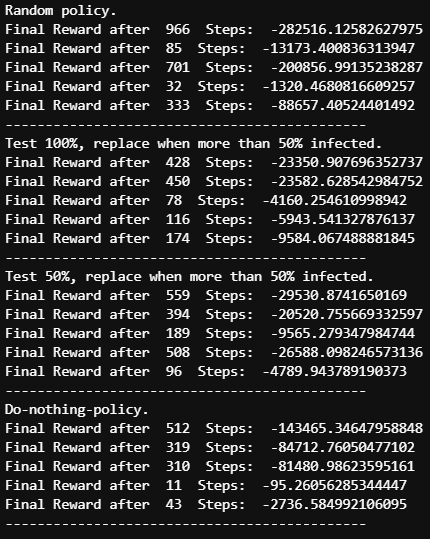 Random policy.
Final Reward after  966  Steps:  -282516.12582627975
Final Reward after  85  Steps:  -13173.400836313947
Final Reward after  701  Steps:  -200856.99135238287
Final Reward after  32  Steps:  -1320.4680816609257
Final Reward after  333  Steps:  -88657.40524401492
--------------------------------------------
Test 100%, replace when more than 50% infected.
Final Reward after  428  Steps:  -23350.907696352737
Final Reward after  450  Steps:  -23582.628542984752
Final Reward after  78  Steps:  -4160.254610998942
Final Reward after  116  Steps:  -5943.541327876137
Final Reward after  174  Steps:  -9584.067488881845
--------------------------------------------
Test 50%, replace when more than 50% infected.
Final Reward after  559  Steps:  -29530.8741650169
Final Reward after  394  Steps:  -20520.755669332597
Final Reward after  189  Steps:  -9565.279347984744
Final Reward after  508  Steps:  -26588.098246573136
Final Reward after  96  Steps:  -4789.943789190373
--------------------------------------------
Do-nothing-policy.
Final Reward after  512  Steps:  -143465.34647958848
Final Reward after  319  Steps:  -84712.76050477102
Final Reward after  310  Steps:  -81480.98623595161
Final Reward after  11  Steps:  -95.26056285344447
Final Reward after  43  Steps:  -2736.584992106095
--------------------------------------------